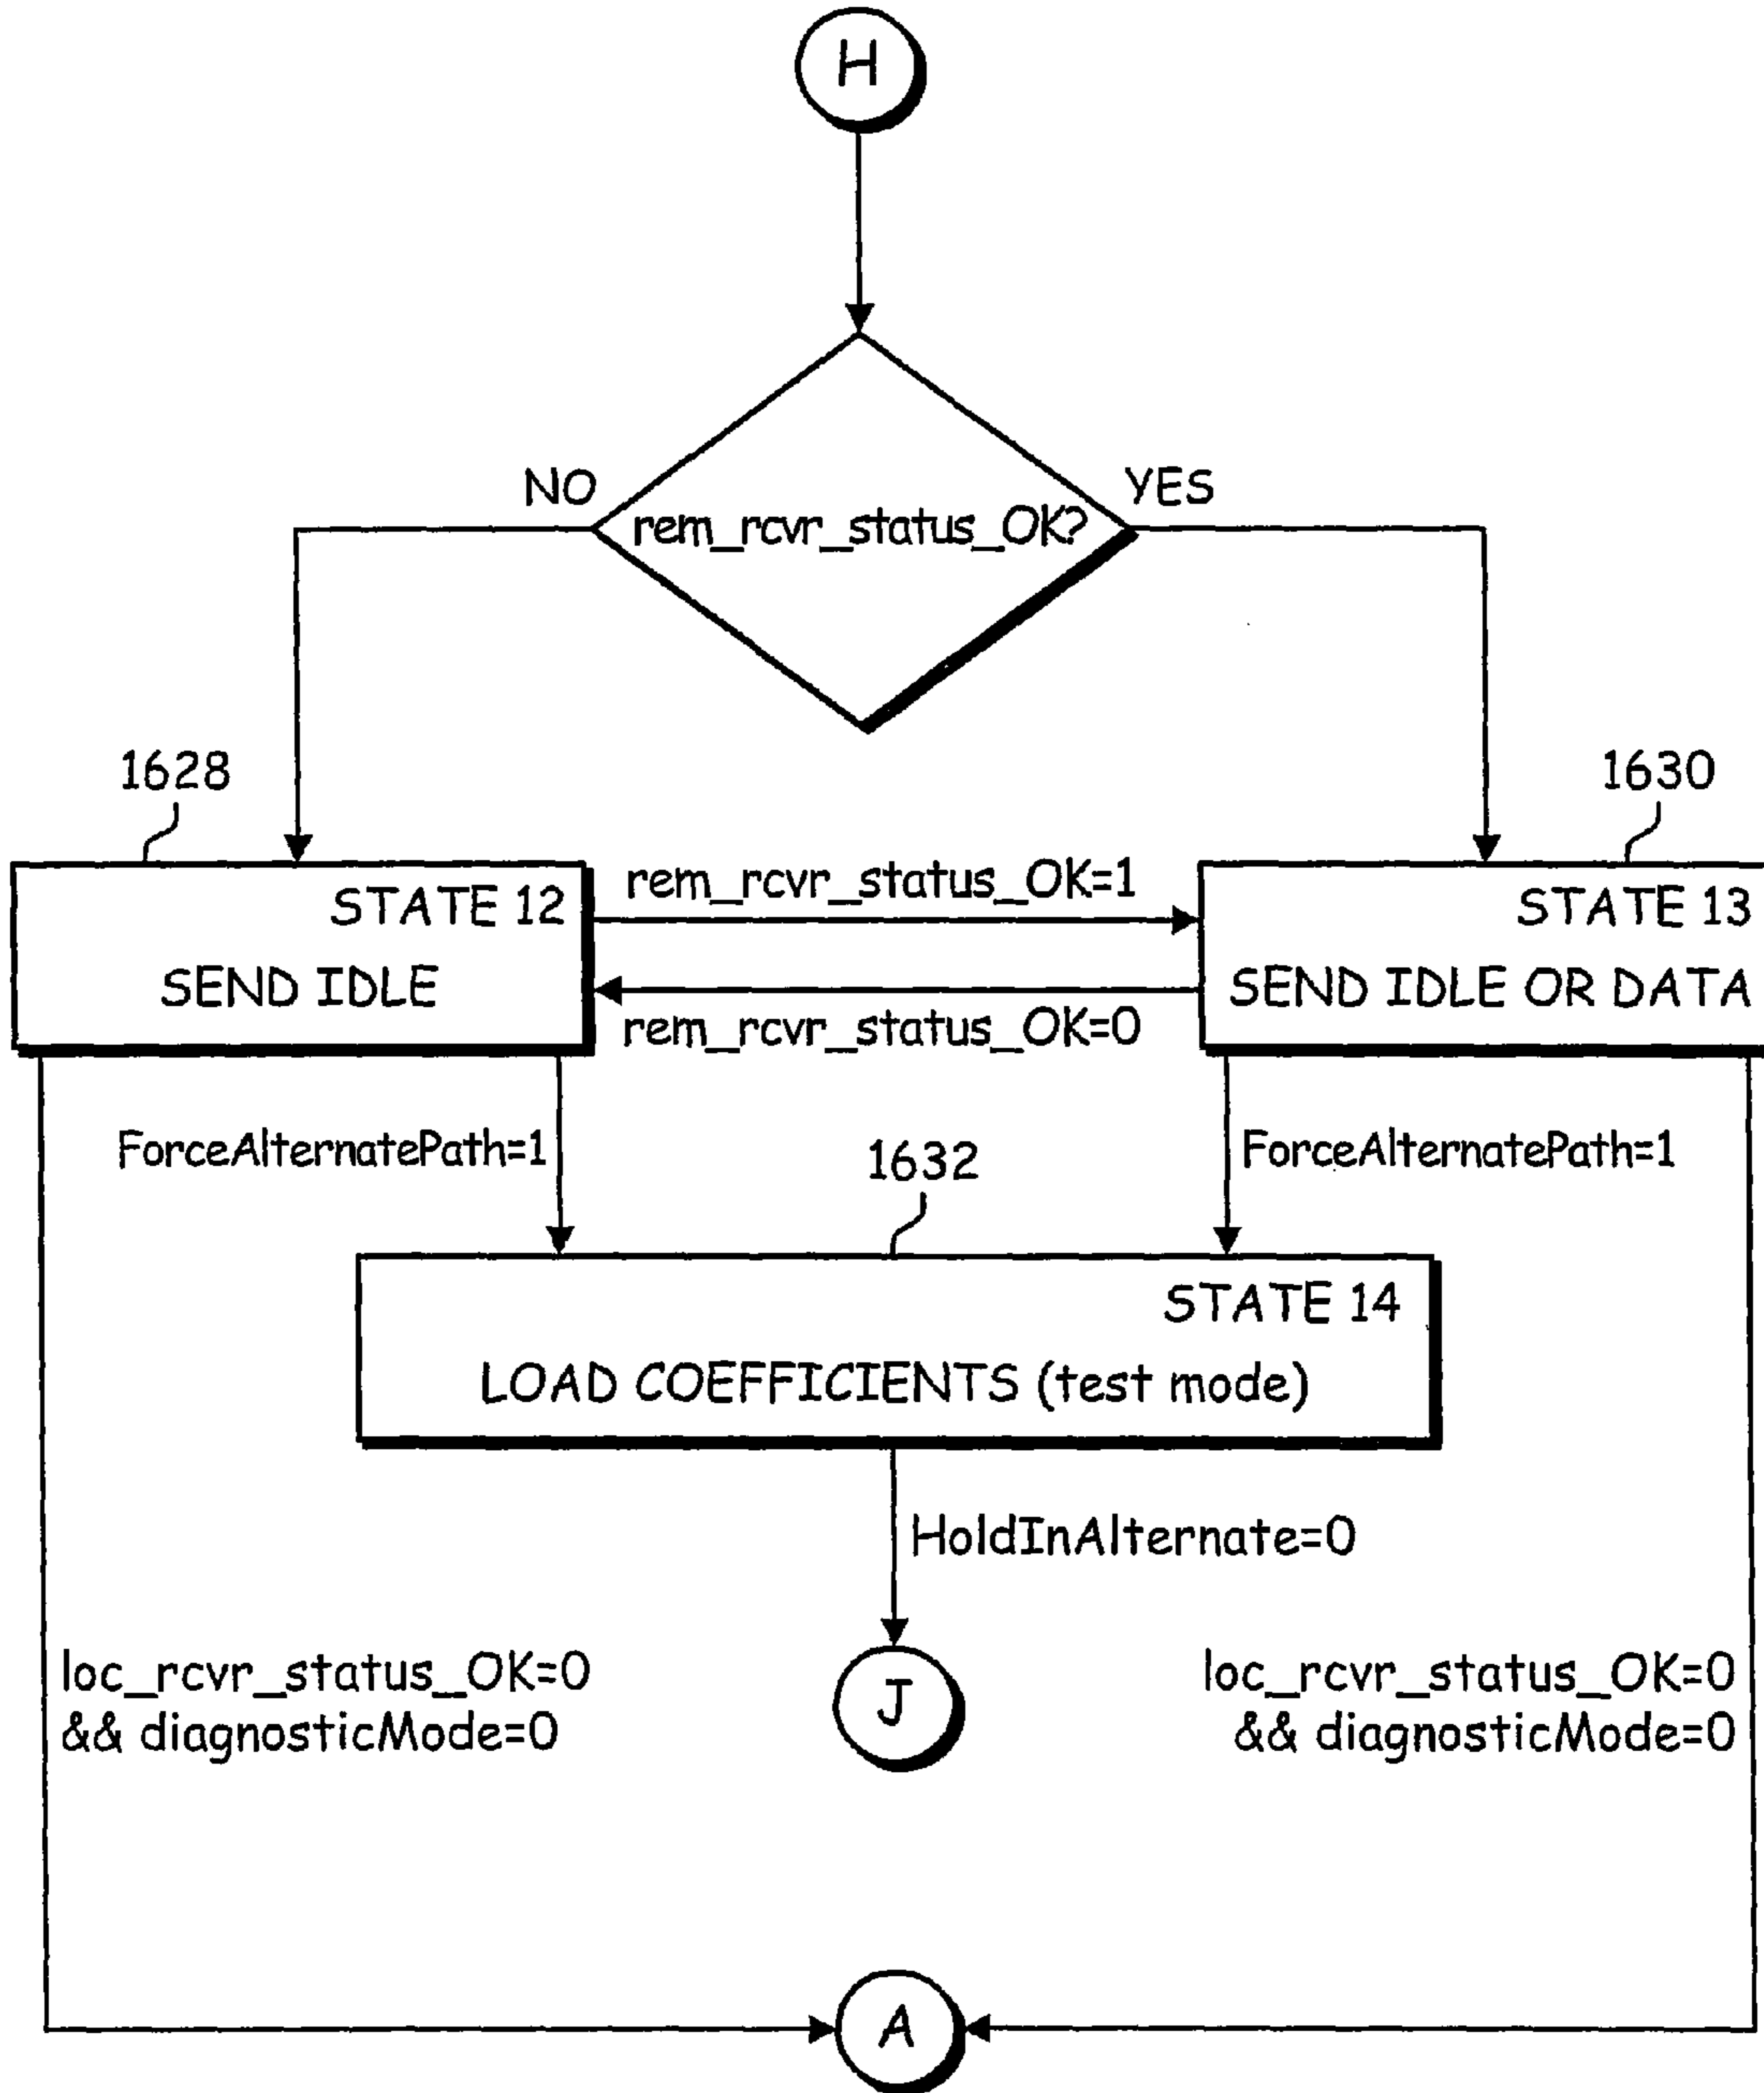 H
NO
YES
rem_rcvr_status_OK?
1628
1630
STATE 12
SEND IDLE
rem_rcvr_status_OK=1
rem_rcvr_status_OK=0
STATE 13
SEND IDLE OR DATA
ForceAlternatePath=1
ForceAlternatePath=1
1632
STATE 14
LOAD COEFFICIENTS (test mode)
HoldInAlternate=0
J
loc_rcvr_status_OK=0
&& diagnosticMode=0
loc_rcvr_status_OK=0
&& diagnosticMode=0
A